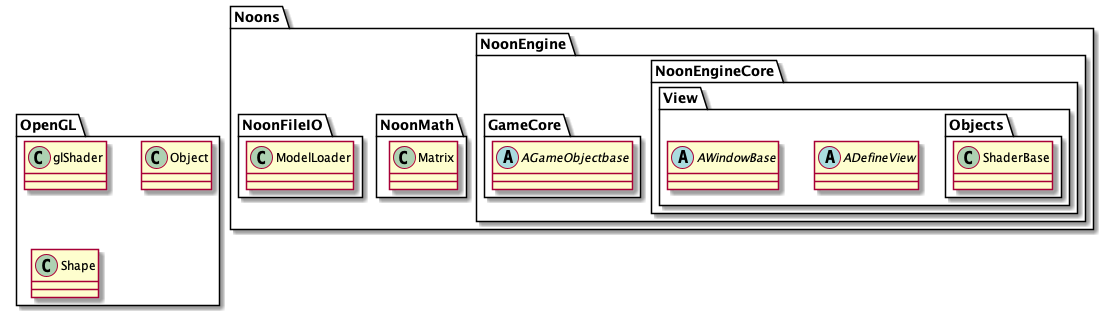 Noons
NoonEngine
NoonEngineCore
View
OpenGL
NoonFileIO
NoonMath
GameCore
Objects
C glShader
C Object
C ModelLoader
C Matrix
A AGameObjectbase
A AWindowBase
A ADefineView
C ShaderBase
C Shape